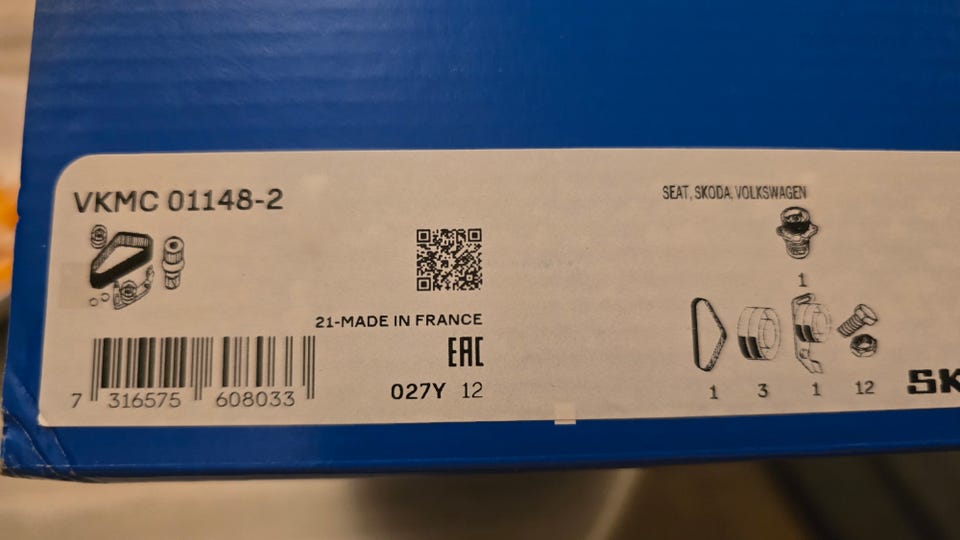 VKMC 01148-2
SEAT, SKODA, VOLKSWAGEN
1
21-MADE IN FRANCE
EAC
027Y 12
7 316575 608033
1 3 1 12
SK